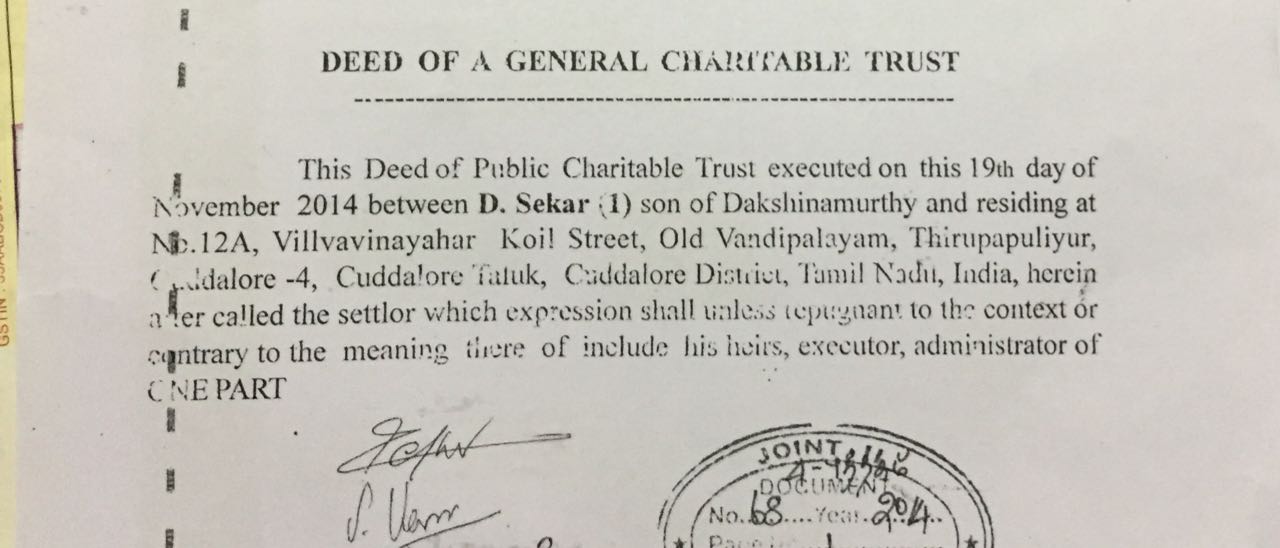 DEED OF A GENERAL CHARITABLE TRUST
This Deed of Public Charitable Trust executed on this 19th day of
November 2014 between D. Sekar (1) son of Dakshinamurthy and residing at
No.12A, Villvavinayahar Koil Street, Old Vandipalayam, Thirupapuliyur,
Cuddalore -4, Cuddalore Taluk, Cuddalore District, Tamil Nadu, India, herein
after called the settlor which expression shall unless repugnant to the context or
contrary to the meaning there of include his heirs, executor, administrator of
ONE PART
JOINT
DOCUMENT
No. 68 .... Year. 2014